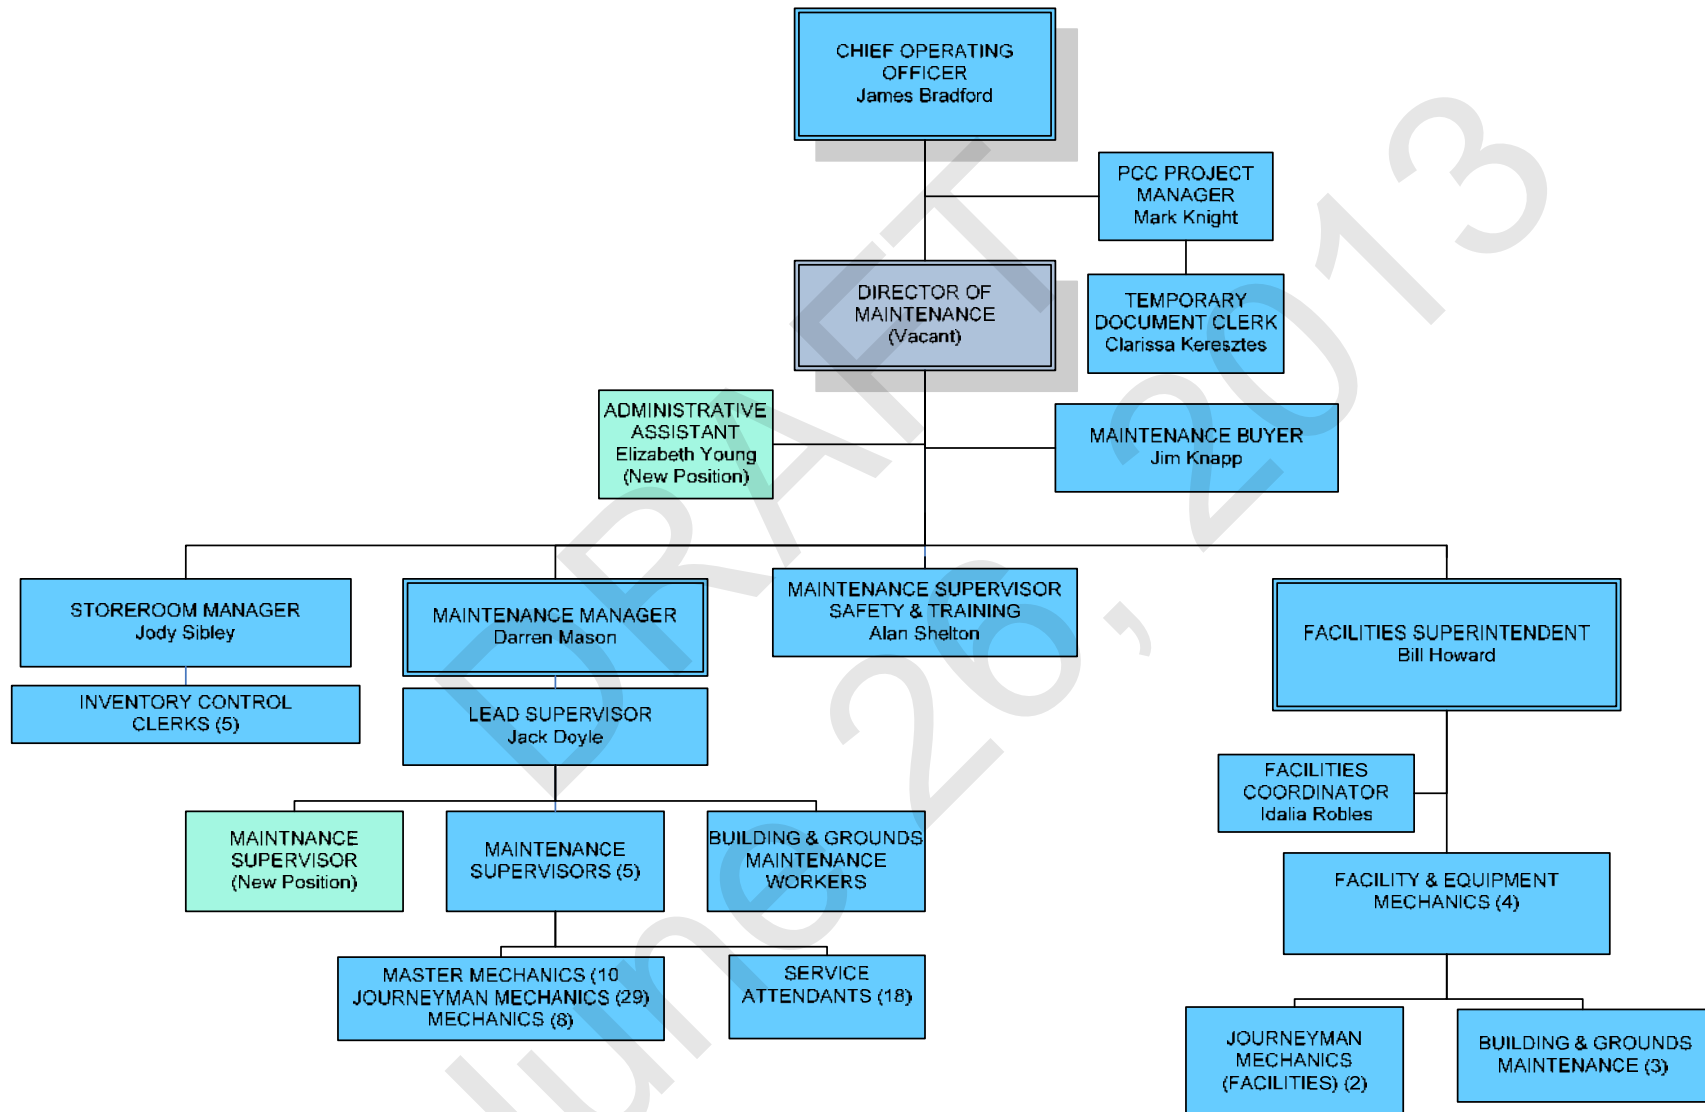 CHIEF OPERATING
OFFICER
James Bradford
PCC PROJECT
MANAGER
Mark Knight
DIRECTOR OF
MAINTENANCE
(Vacant)
TEMPORARY
DOCUMENT CLERK
Clarissa Keresztes
ADMINISTRATIVE
ASSISTANT
Elizabeth Young
(New Position)
MAINTENANCE BUYER
Jim Knapp
STOREROOM MANAGER
Jody Sibley
MAINTENANCE MANAGER
Darren Mason
MAINTENANCE SUPERVISOR
SAFETY & TRAINING
Alan Shelton
FACILITIES SUPERINTENDENT
Bill Howard
INVENTORY CONTROL
CLERKS (5)
LEAD SUPERVISOR
Jack Doyle
FACILITIES
COORDINATOR
Idalia Robles
MAINTNANCE
SUPERVISOR
(New Position)
MAINTENANCE
SUPERVISORS (5)
BUILDING & GROUNDS
MAINTENANCE
WORKERS
FACILITY & EQUIPMENT
MECHANICS (4)
MASTER MECHANICS (10
JOURNEYMAN MECHANICS (29)
MECHANICS (8)
SERVICE
ATTENDANTS (18)
JOURNEYMAN
MECHANICS
(FACILITIES) (2)
BUILDING & GROUNDS
MAINTENANCE (3)
DRAFT
June 26, 2013